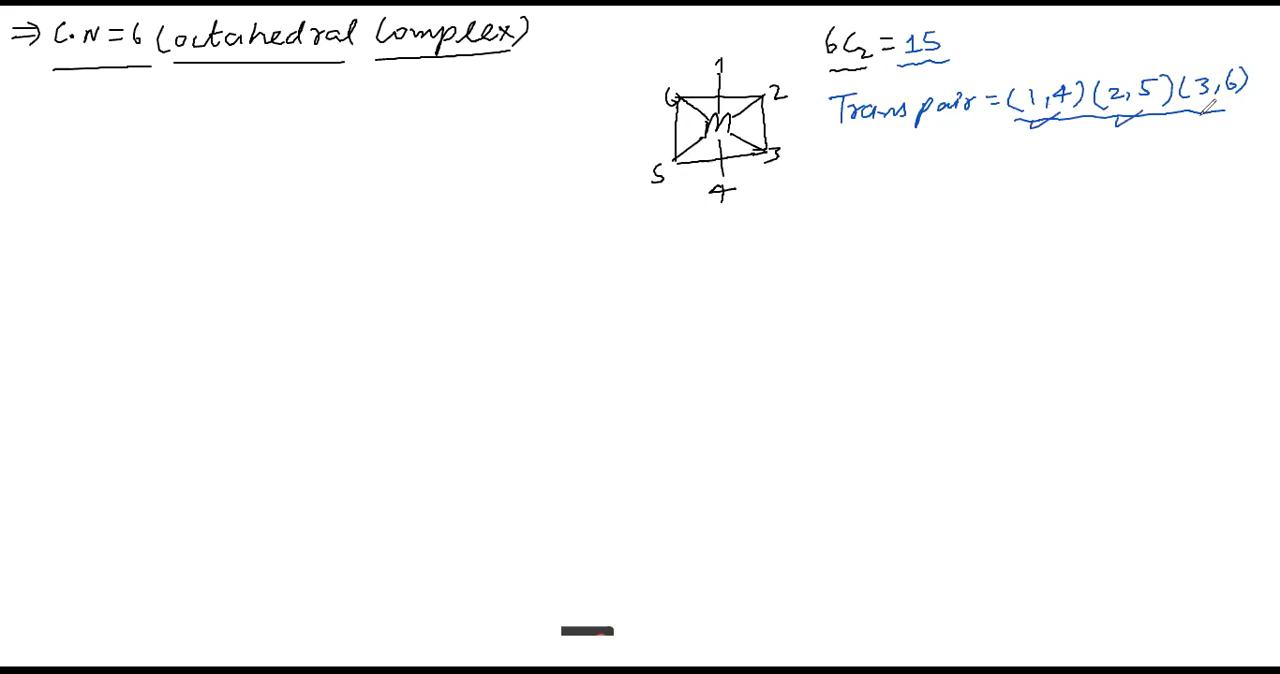 ⇒ C.N = 6 (octahedral Complex)
6C₂ = 15
Trans pair = (1,4) (2,5) (3,6)
1
6 2
M
5 3
4